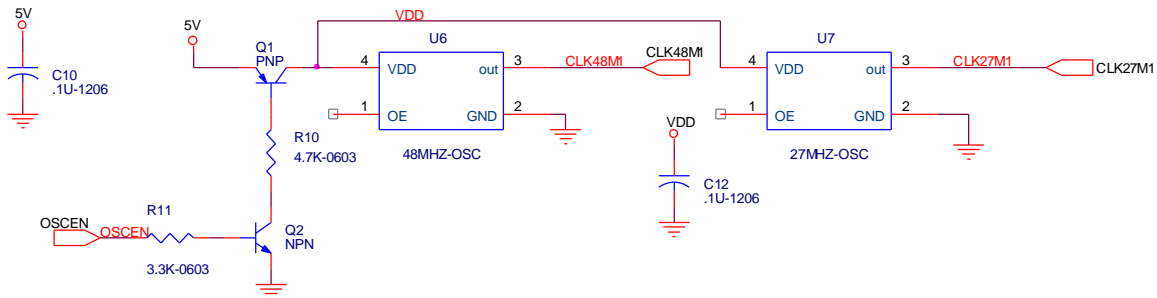 5V
C10
.1U-1206
5V
Q1
PNP
VDD
U6
4
VDD
out
3
1
OE
GND
2
48MHZ-OSC
CLK48M1
CLK48M1
U7
4
VDD
out
3
1
OE
GND
2
27MHZ-OSC
CLK27M1
CLK27M1
R10
4.7K-0603
VDD
C12
.1U-1206
OSCEN
OSCEN
R11
3.3K-0603
Q2
NPN